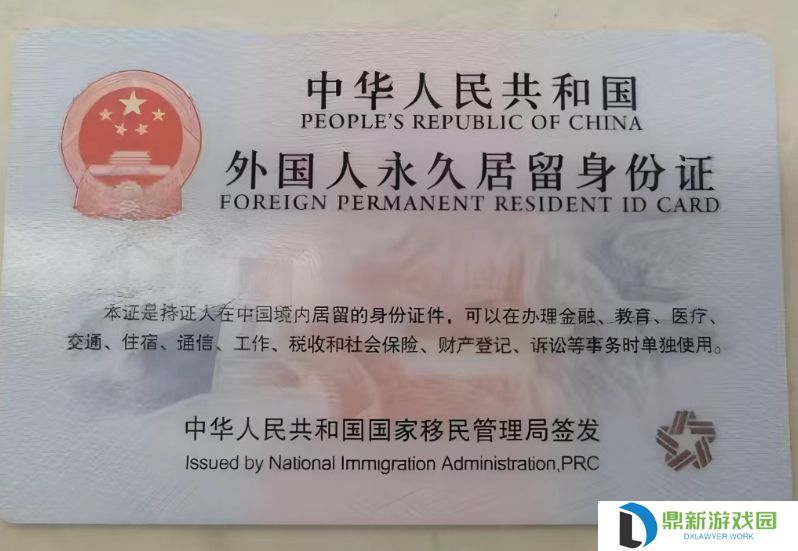 中华人民共和国
PEOPLE'S REPUBLIC OF CHINA
外国人永久居留身份证
FOREIGN PERMANENT RESIDENT ID CARD
本证是持证人在中国境内居留的身份证件，可以在办理金融、教育、医疗、
交通、住宿、通信、工作、税收和社会保险、财产登记、诉讼等事务时单独使用。
中华人民共和国国家移民管理局签发
Issued by National Immigration Administration,PRC
鼎新游戏园
DXLAWYER.WORK